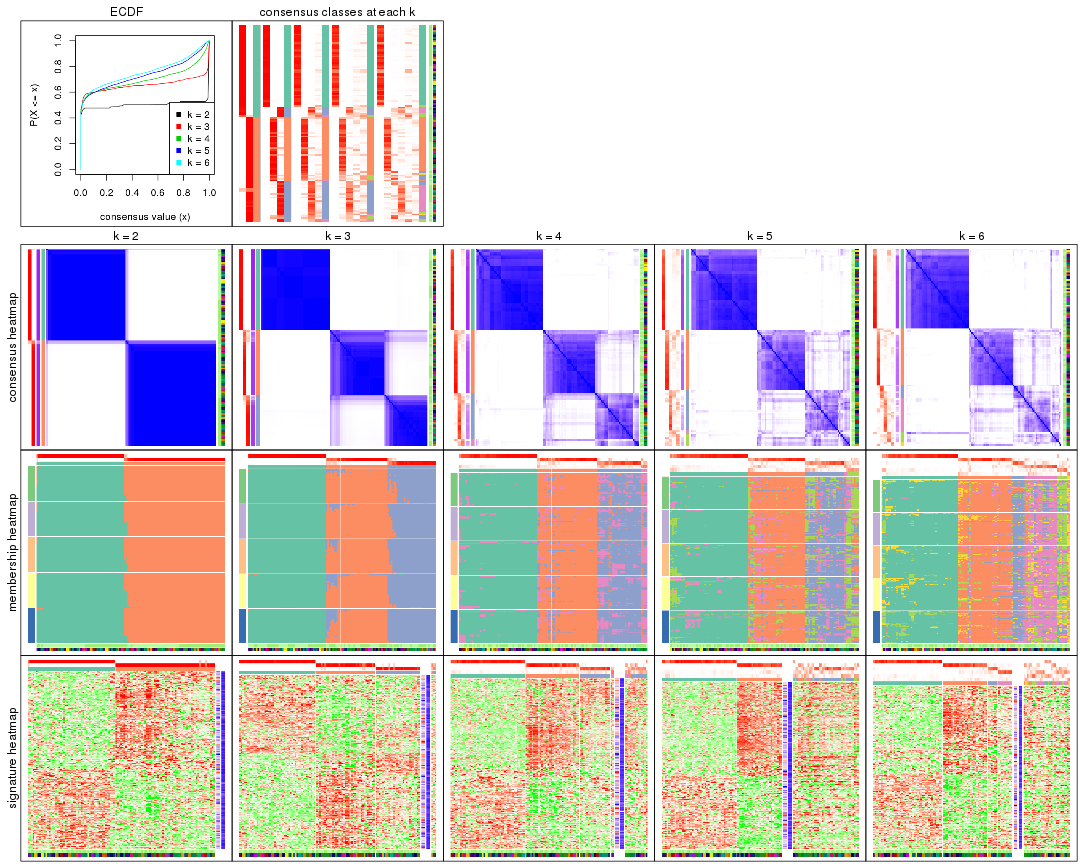 ECDF
consensus classes at each k
P(X <= x)
1.0
0.8
0.6
0.4
0.2
0.0
k = 2
k = 3
k = 4
k = 5
k = 6
0.0 0.2 0.4 0.6 0.8 1.0
consensus value (x)
k = 2 k = 3 k = 4 k = 5 k = 6
consensus heatmap
membership heatmap
signature heatmap